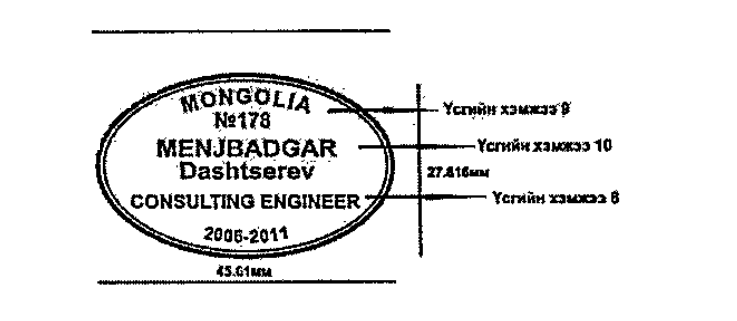 MONGOLIA
№178
MENJBADGAR
Dashtserev
CONSULTING ENGINEER
2006-2011
Үсгийн хэмжээ 9
Үсгийн хэмжээ 10
27.816мм
Үсгийн хэмжээ 8
45.61мм